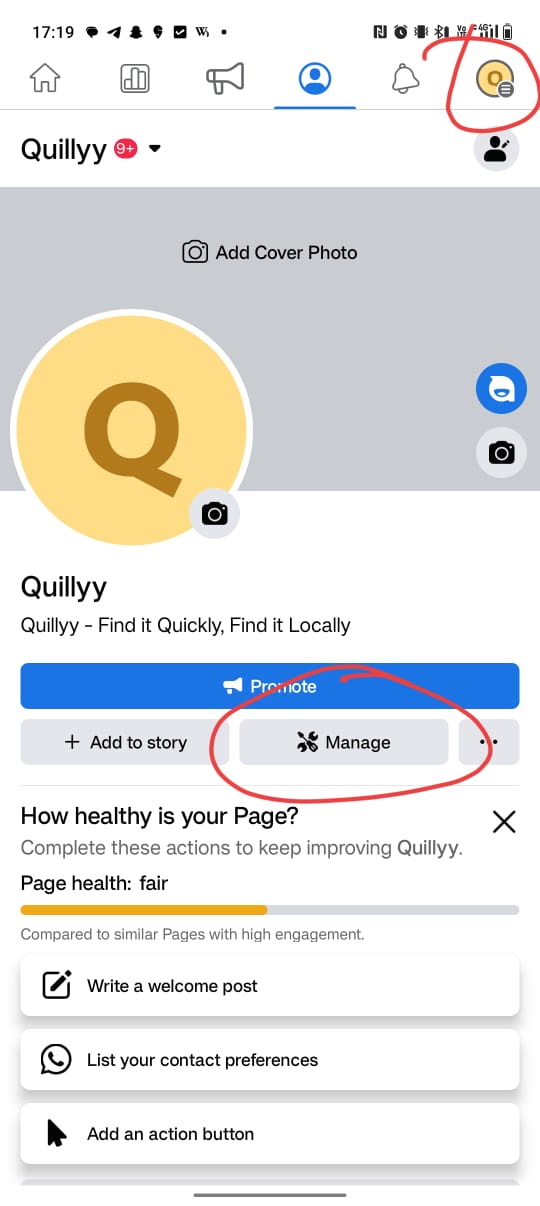 17:19
Q
Quillyy 9+
Add Cover Photo
Q
Quillyy
Quillyy - Find it Quickly, Find it Locally
Promote
+ Add to story
Manage
...
How healthy is your Page?
Complete these actions to keep improving Quillyy.
Page health: fair
Compared to similar Pages with high engagement.
Write a welcome post
List your contact preferences
Add an action button